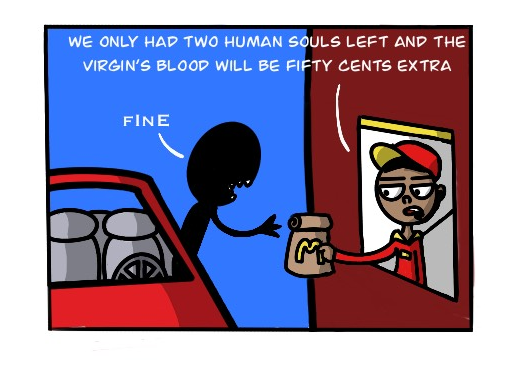 WE ONLY HAD TWO HUMAN SOULS LEFT AND THE
VIRGIN'S BLOOD WILL BE FIFTY CENTS EXTRA
FINE
M